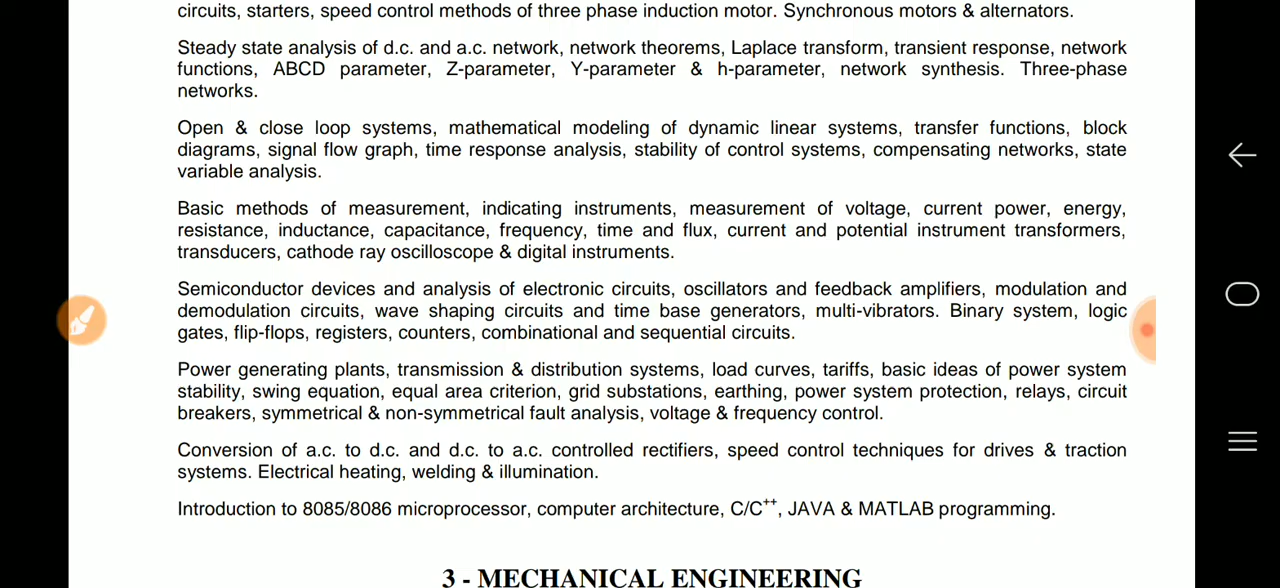 circuits, starters, speed control methods of three phase induction motor. Synchronous motors & alternators.
Steady state analysis of d.c. and a.c. network, network theorems, Laplace transform, transient response, network
functions, ABCD parameter, Z-parameter, Y-parameter & h-parameter, network synthesis. Three-phase
networks.
Open & close loop systems, mathematical modeling of dynamic linear systems, transfer functions, block
diagrams, signal flow graph, time response analysis, stability of control systems, compensating networks, state
variable analysis.
Basic methods of measurement, indicating instruments, measurement of voltage, current power, energy,
resistance, inductance, capacitance, frequency, time and flux, current and potential instrument transformers,
transducers, cathode ray oscilloscope & digital instruments.
Semiconductor devices and analysis of electronic circuits, oscillators and feedback amplifiers, modulation and
demodulation circuits, wave shaping circuits and time base generators, multi-vibrators. Binary system, logic
gates, flip-flops, registers, counters, combinational and sequential circuits.
Power generating plants, transmission & distribution systems, load curves, tariffs, basic ideas of power system
stability, swing equation, equal area criterion, grid substations, earthing, power system protection, relays, circuit
breakers, symmetrical & non-symmetrical fault analysis, voltage & frequency control.
Conversion of a.c. to d.c. and d.c. to a.c. controlled rectifiers, speed control techniques for drives & traction
systems. Electrical heating, welding & illumination.
Introduction to 8085/8086 microprocessor, computer architecture, C/C++, JAVA & MATLAB programming.
3 - MECHANICAL ENGINEERING